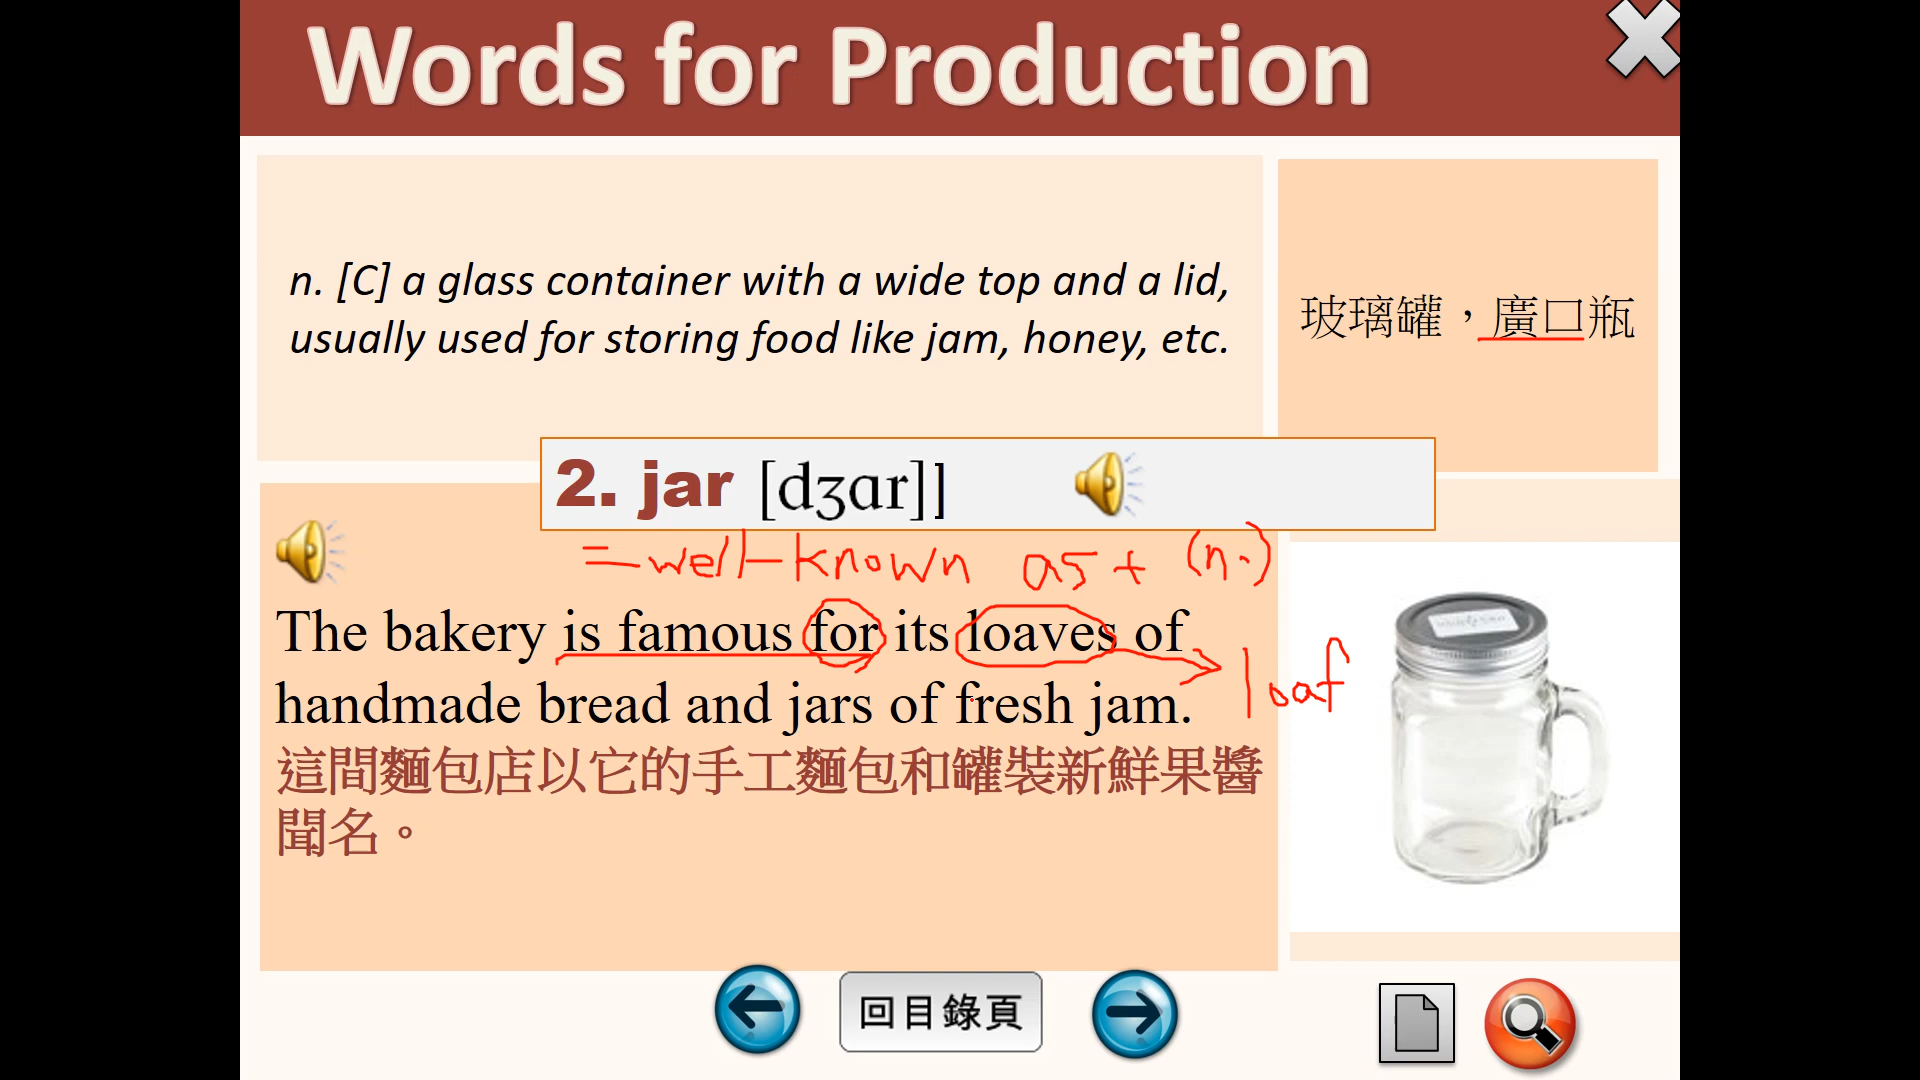 Words for Production
n. [C] a glass container with a wide top and a lid,
usually used for storing food like jam, honey, etc.
玻璃罐，廣口瓶
2. jar [dʒɑr]]
=well-known as + (n.)
The bakery is famous for its loaves of
loaf
handmade bread and jars of fresh jam.
這間麵包店以它的手工麵包和罐裝新鮮果醬
聞名。
回目錄頁